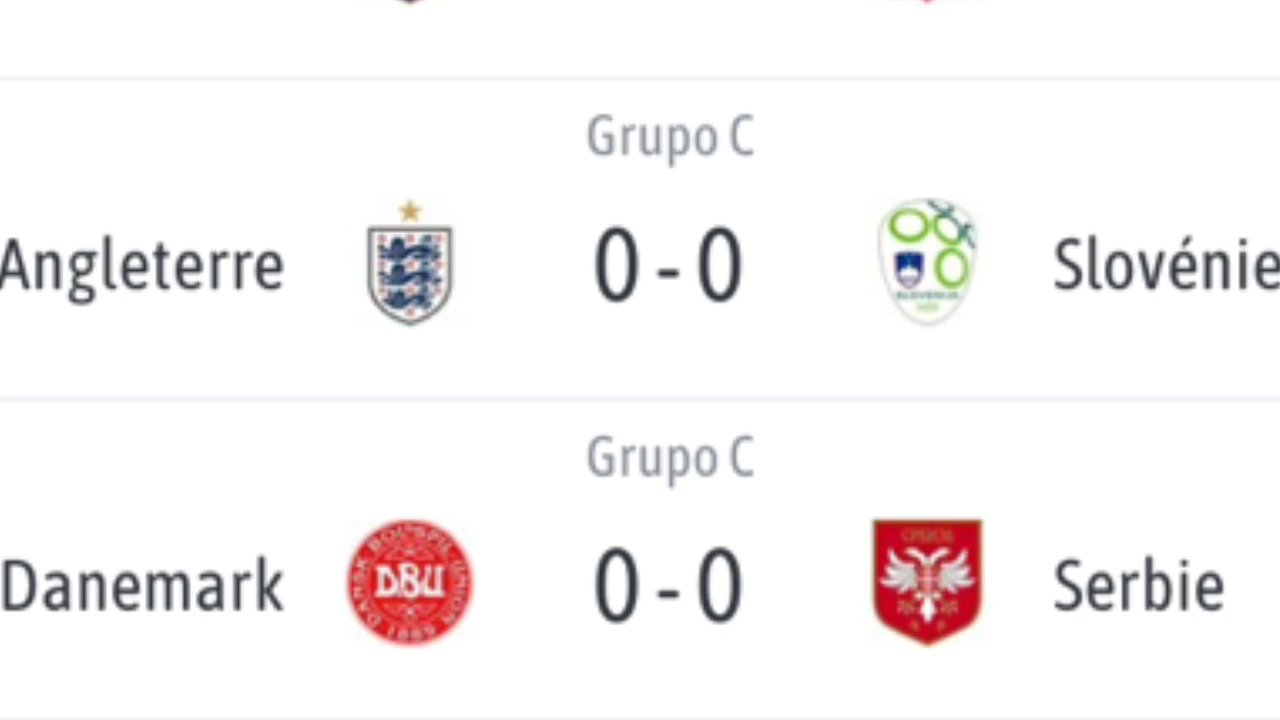 Grupo C
Angleterre 0 - 0 Slovénie
Grupo C
Danemark DBU 0 - 0 Serbie